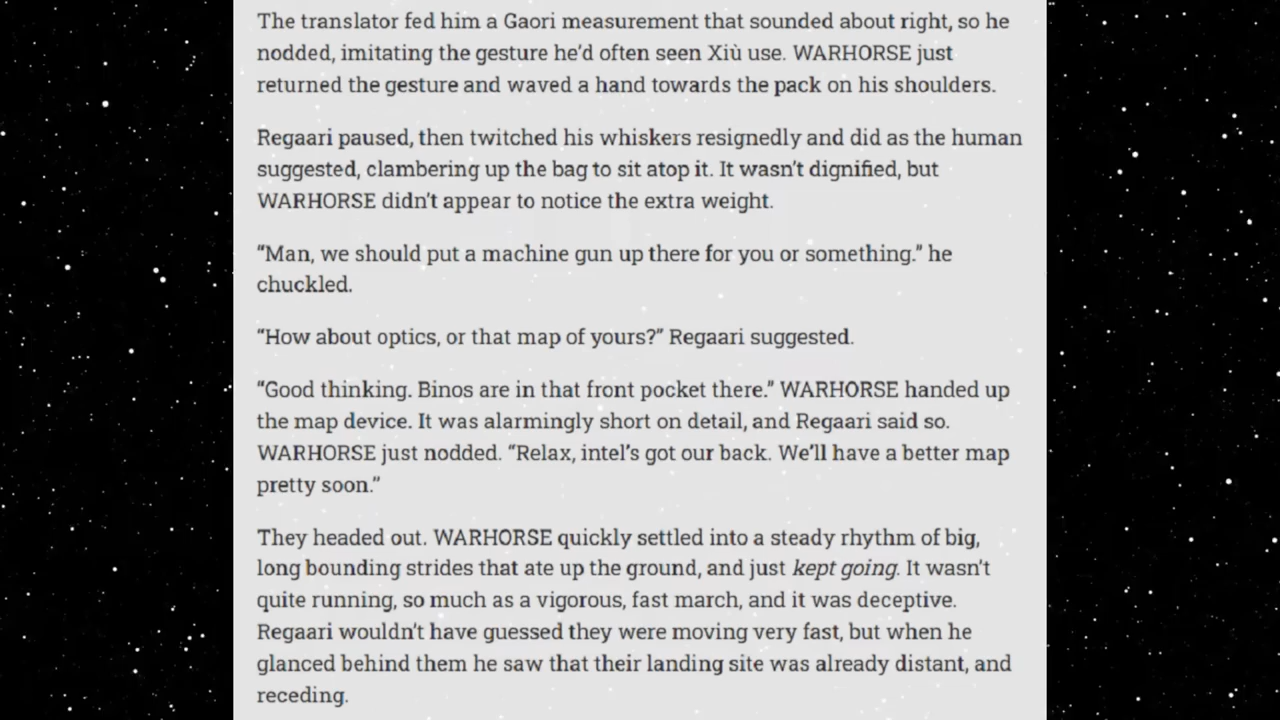 The translator fed him a Gaori measurement that sounded about right, so he
nodded, imitating the gesture he’d often seen Xiù use. WARHORSE just
returned the gesture and waved a hand towards the pack on his shoulders.
Regaari paused, then twitched his whiskers resignedly and did as the human
suggested, clambering up the bag to sit atop it. It wasn’t dignified, but
WARHORSE didn’t appear to notice the extra weight.
“Man, we should put a machine gun up there for you or something.” he
chuckled.
“How about optics, or that map of yours?” Regaari suggested.
“Good thinking. Binos are in that front pocket there.” WARHORSE handed up
the map device. It was alarmingly short on detail, and Regaari said so.
WARHORSE just nodded. “Relax, intel’s got our back. We’ll have a better map
pretty soon.”
They headed out. WARHORSE quickly settled into a steady rhythm of big,
long bounding strides that ate up the ground, and just kept going. It wasn’t
quite running, so much as a vigorous, fast march, and it was deceptive.
Regaari wouldn’t have guessed they were moving very fast, but when he
glanced behind them he saw that their landing site was already distant, and
receding.